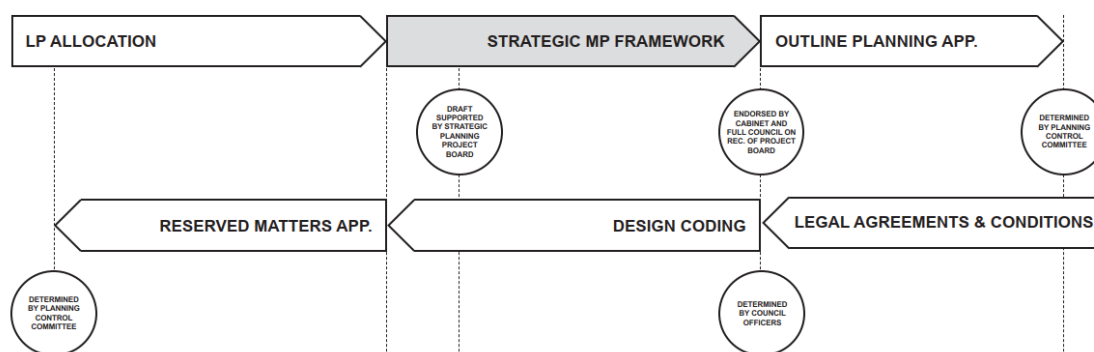 LP ALLOCATION
STRATEGIC MP FRAMEWORK
OUTLINE PLANNING APP.
DRAFT
SUPPORTED
BY STRATEGIC
PLANNING
PROJECT
BOARD
ENDORSED BY
CABINET AND
FULL COUNCIL ON
REC. OF PROJECT
BOARD
DETERMINED
BY PLANNING
CONTROL
COMMITTEE
RESERVED MATTERS APP.
DESIGN CODING
LEGAL AGREEMENTS & CONDITIONS
DETERMINED
BY PLANNING
CONTROL
COMMITTEE
DETERMINED
BY COUNCIL
OFFICERS